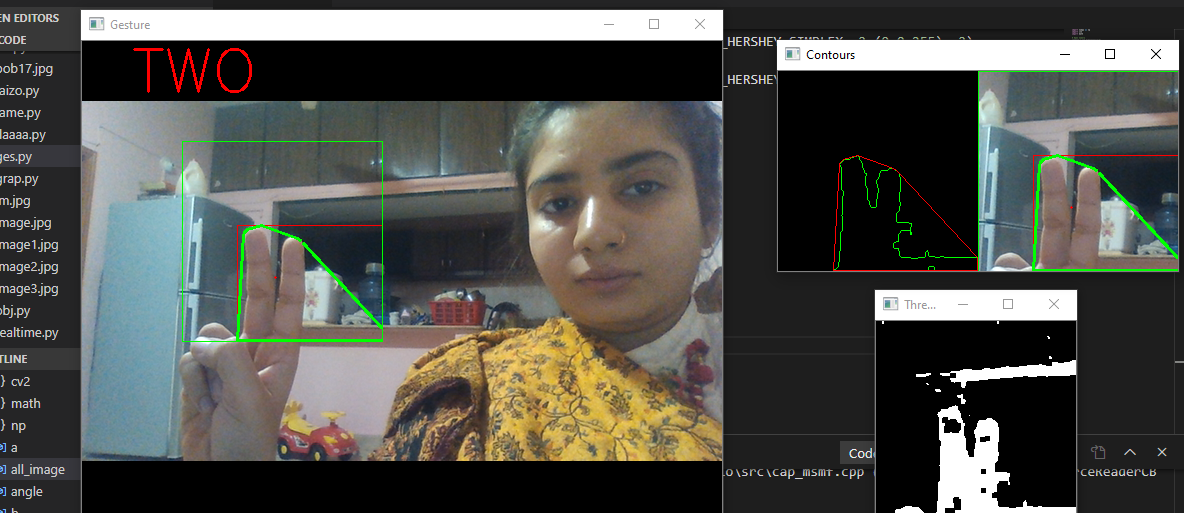 EN EDITORS
CODE
oob17.jpg
aizo.py
ame.py
laaaa.py
ges.py
grap.py
m.jpg
mage.jpg
mage1.jpg
mage2.jpg
mage3.jpg
obj.py
ealtime.py
TLINE
cv2
math
np
a
all_image
angle
Gesture
TWO
_HERSHEY_SIMPLEX, 2,(0,0,255), 2)
_HERSHEY
Contours
Thre...
Code
o\src\cap_msmf.cpp (
rceReaderCB